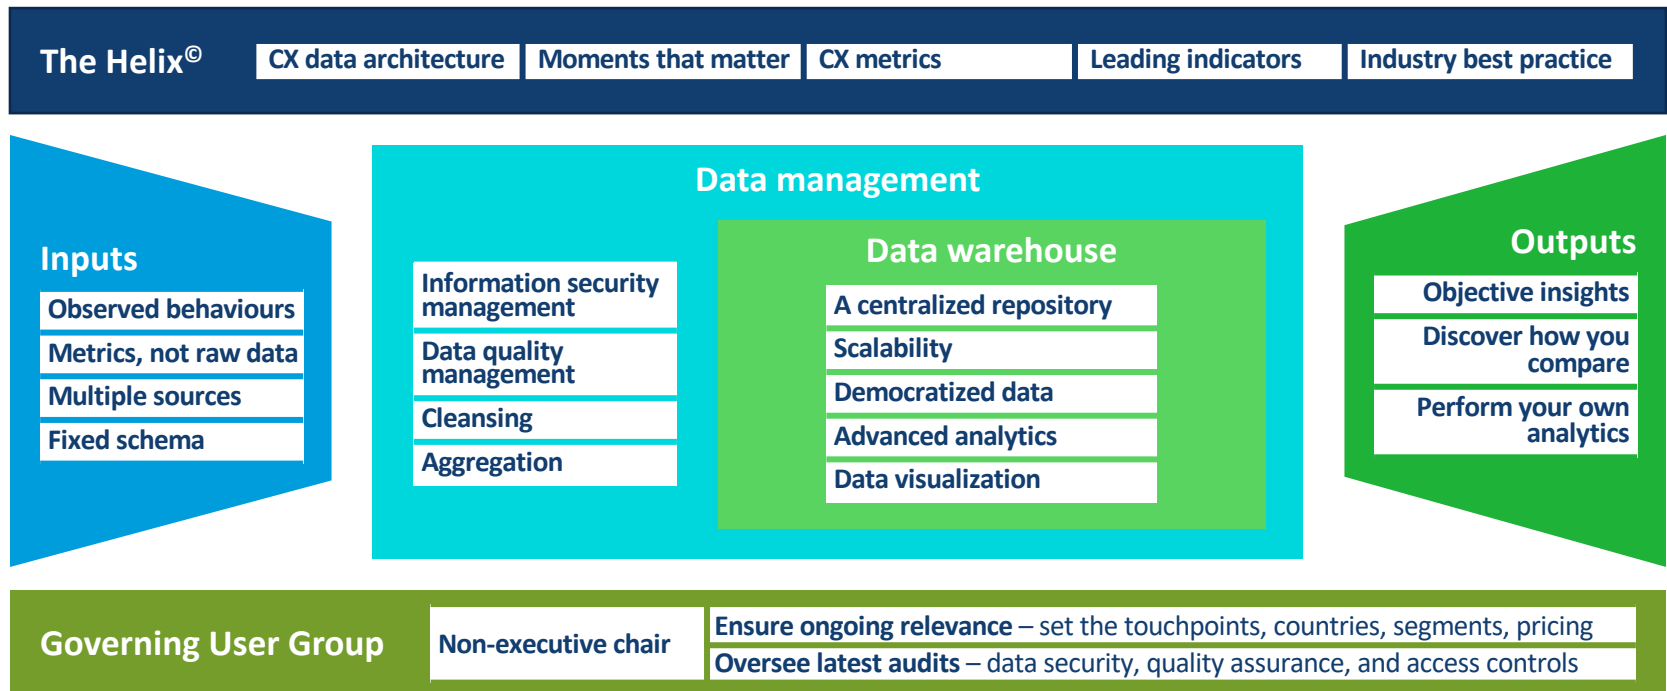 The Helix©
CX data architecture
Moments that matter
CX metrics
Leading indicators
Industry best practice
Inputs
Observed behaviours
Metrics, not raw data
Multiple sources
Fixed schema
Data management
Information security
management
Data quality
management
Cleansing
Aggregation
Data warehouse
A centralized repository
Scalability
Democratized data
Advanced analytics
Data visualization
Outputs
Objective insights
Discover how you
compare
Perform your own
analytics
Governing User Group
Non-executive chair
Ensure ongoing relevance – set the touchpoints, countries, segments, pricing
Oversee latest audits – data security, quality assurance, and access controls